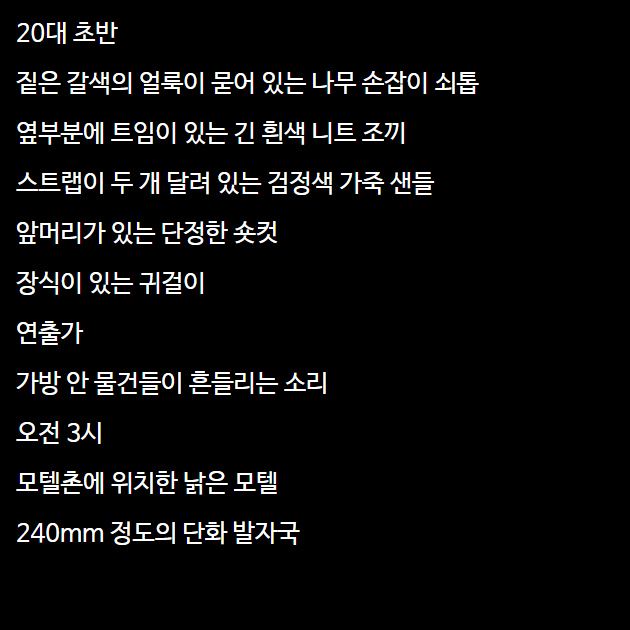 20대 초반
짙은 갈색의 얼룩이 묻어 있는 나무 손잡이 쇠톱
옆부분에 트임이 있는 긴 흰색 니트 조끼
스트랩이 두 개 달려 있는 검정색 가죽 샌들
앞머리가 있는 단정한 숏컷
장식이 있는 귀걸이
연출가
가방 안 물건들이 흔들리는 소리
오전 3시
모텔촌에 위치한 낡은 모텔
240mm 정도의 단화 발자국